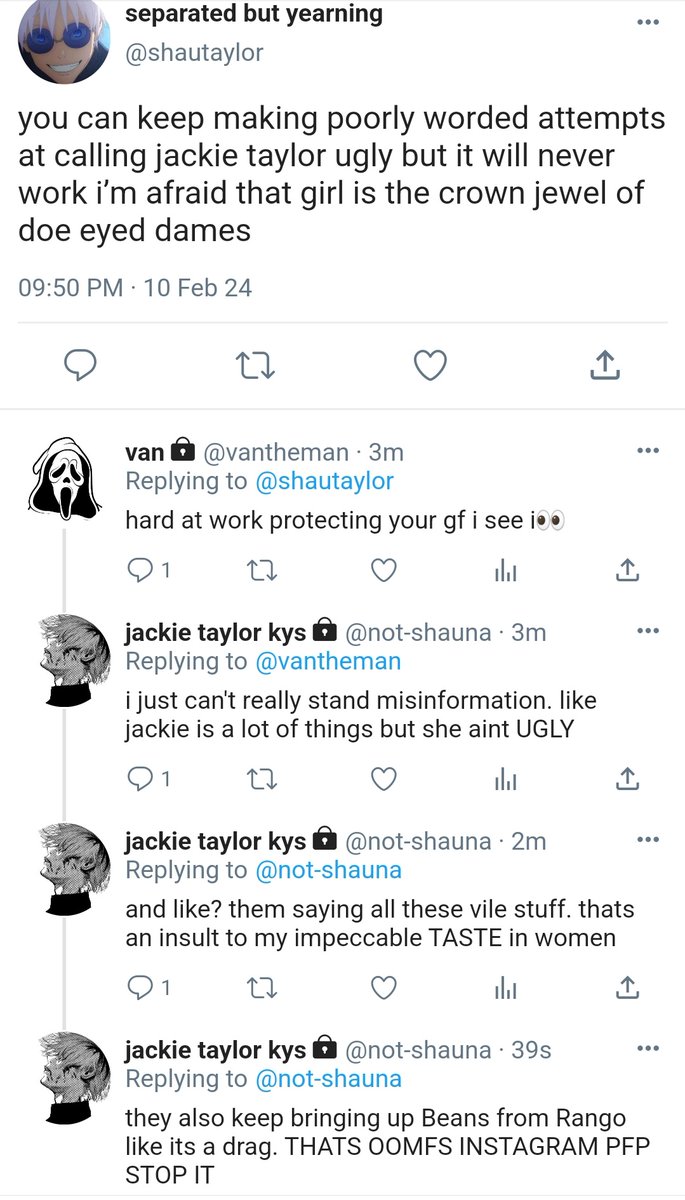 separated but yearning
@shautaylor
you can keep making poorly worded attempts
at calling jackie taylor ugly but it will never
work i’m afraid that girl is the crown jewel of
doe eyed dames
09:50 PM · 10 Feb 24
van 🔒 @vantheman · 3m
Replying to @shautaylor
hard at work protecting your gf i see i👀
1
jackie taylor kys 🔒 @not-shauna · 3m
Replying to @vantheman
i just can't really stand misinformation. like
jackie is a lot of things but she aint UGLY
1
jackie taylor kys 🔒 @not-shauna · 2m
Replying to @not-shauna
and like? them saying all these vile stuff. thats
an insult to my impeccable TASTE in women
1
jackie taylor kys 🔒 @not-shauna · 39s
Replying to @not-shauna
they also keep bringing up Beans from Rango
like its a drag. THATS OOMFS INSTAGRAM PFP
STOP IT